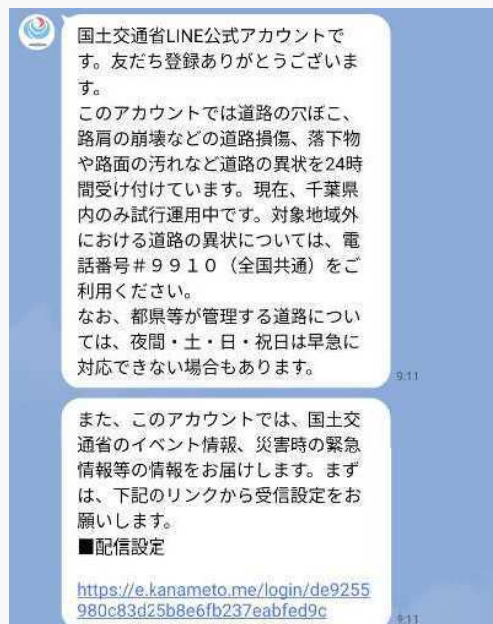 国土交通省LINE公式アカウントで
す。友だち登録ありがとうございま
す。
このアカウントでは道路の穴ぼこ、
路肩の崩壊などの道路損傷、落下物
や路面の汚れなど道路の異状を24時
間受け付けています。現在、千葉県
内のみ試行運用中です。対象地域外
における道路の異状については、電
話番号＃９９１０（全国共通）をご
利用ください。
なお、都県等が管理する道路につい
ては、夜間・土・日・祝日は早急に
対応できない場合もあります。
9:11
また、このアカウントでは、国土交
通省のイベント情報、災害時の緊急
情報等の情報をお届けします。まず
は、下記のリンクから受信設定をお
願いします。
■配信設定
https://e.kanameto.me/login/de9255
980c83d25b8e6fb237eabfed9c
9:11